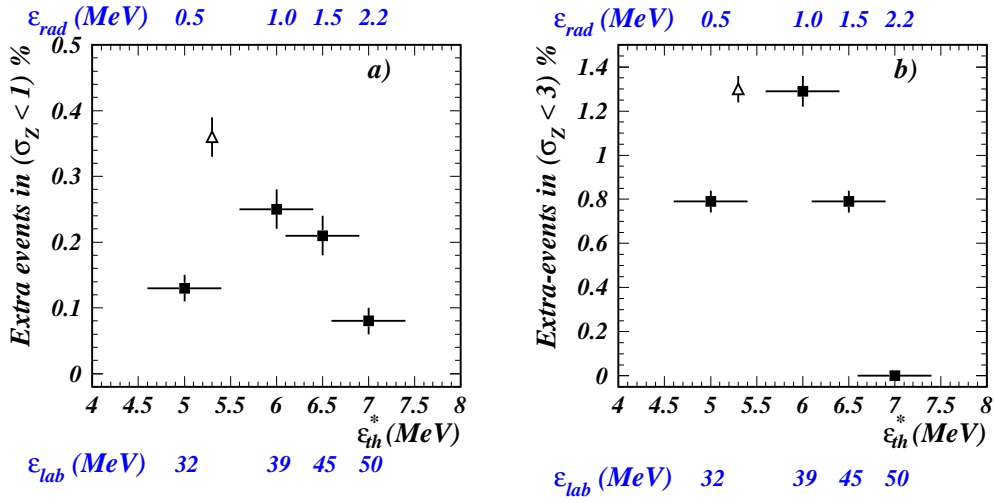 ε_rad (MeV) 0.5 1.0 1.5 2.2
Extra events in (σ_Z < 1) %
a)
0.5
0.4
0.3
0.2
0.1
0
4 4.5 5 5.5 6 6.5 7 7.5 8
ε*_th (MeV)
ε_lab (MeV) 32 39 45 50
ε_rad (MeV) 0.5 1.0 1.5 2.2
Extra-events in (σ_Z < 3) %
b)
1.4
1.2
1
0.8
0.6
0.4
0.2
0
4 4.5 5 5.5 6 6.5 7 7.5 8
ε*_th (MeV)
ε_lab (MeV) 32 39 45 50